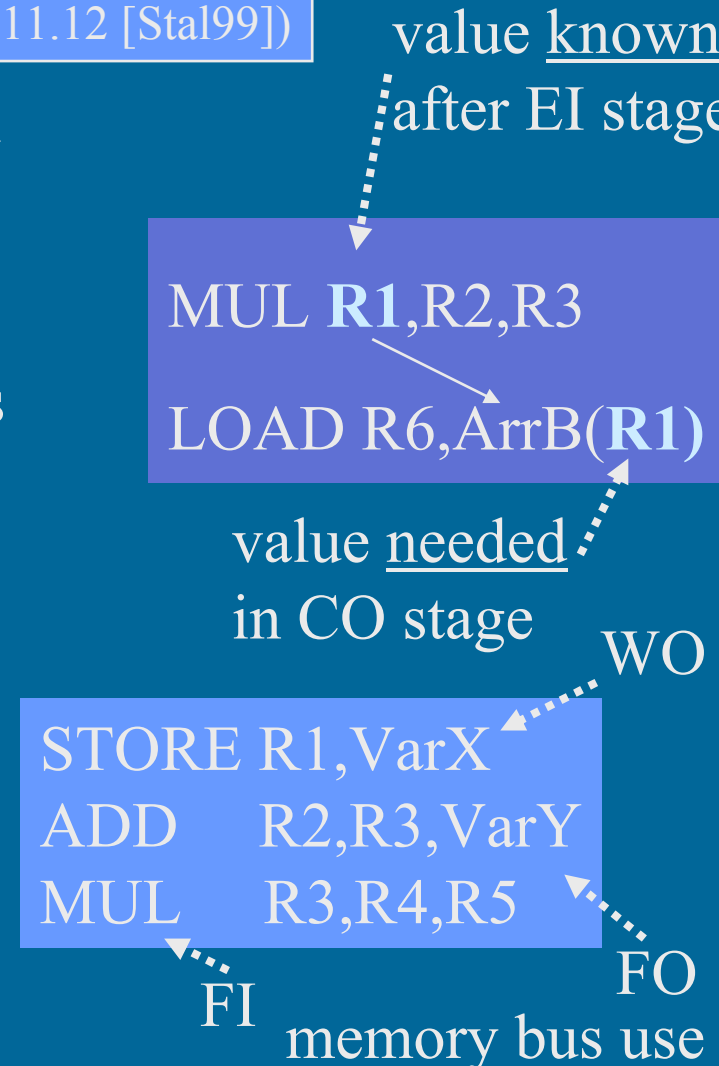 11.12 [Stal99])
value known
after EI stage
MUL R1,R2,R3
LOAD R6,ArrB(R1)
value needed
in CO stage
WO
STORE R1,VarX
ADD R2,R3,VarY
MUL R3,R4,R5
FO
FI
memory bus use